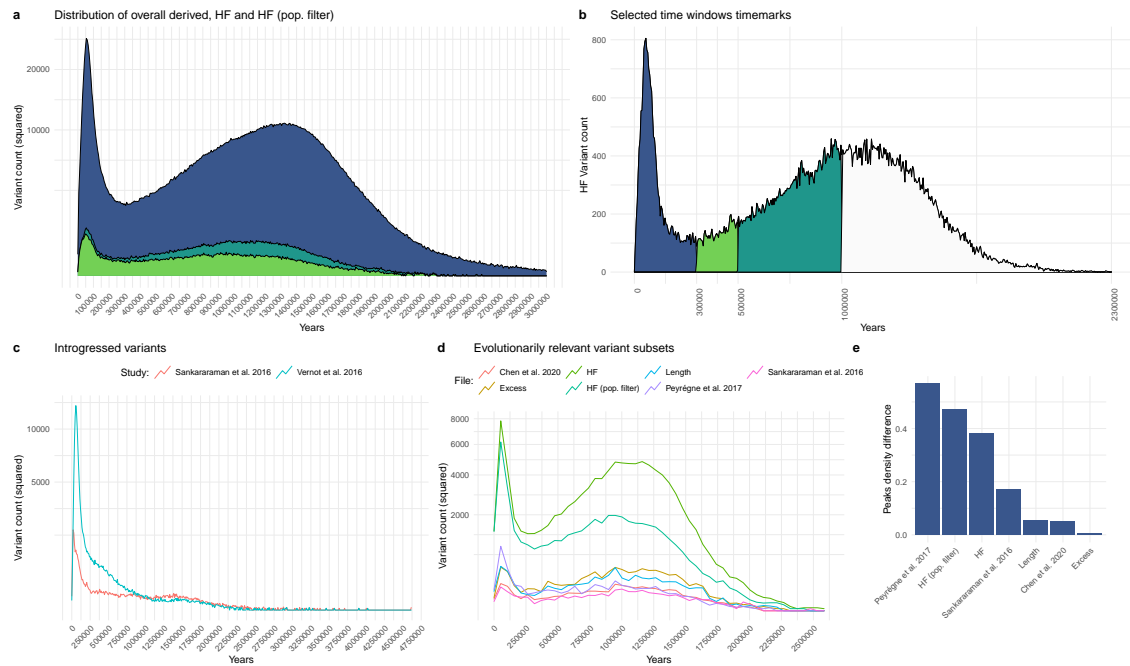 a Distribution of overall derived, HF and HF (pop. filter)
Variant count (squared)
20000
10000
0 100000 200000 300000 400000 500000 600000 700000 800000 900000 1000000 1100000 1200000 1300000 1400000 1500000 1600000 1700000 1800000 1900000 2000000 2100000 2200000 2300000 2400000 2500000 2600000 2700000 2800000 2900000 3000000
Years
b Selected time windows timemarks
HF Variant count
800
600
400
200
0
0 300000 500000 1000000 2300000
Years
c Introgressed variants
Study: Sankararaman et al. 2016 Vernot et al. 2016
Variant count (squared)
10000
5000
0 250000 500000 750000 1000000 1250000 1500000 1750000 2000000 2250000 2500000 2750000 3000000 3250000 3500000 3750000 4000000 4250000 4500000 4750000
Years
d Evolutionarily relevant variant subsets
File: Chen et al. 2020 HF Length Sankararaman et al. 2016
Excess HF (pop. filter) Peyrégne et al. 2017
Variant count (squared)
8000
6000
4000
2000
0 250000 500000 750000 1000000 1250000 1500000 1750000 2000000 2250000 2500000
Years
e
Peaks density difference
0.4
0.2
0.0
Peyrégne et al. 2017 HF (pop. filter) HF Sankararaman et al. 2016 Length Chen et al. 2020 Excess